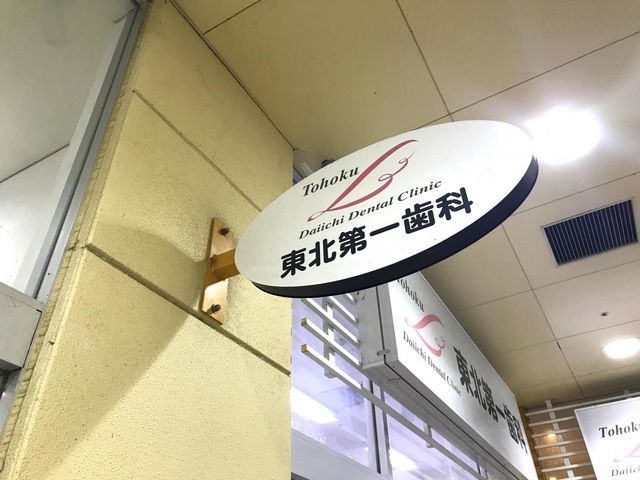 Tohoku
Daiichi Dental Clinic
東北第一歯科
Tohoku
Daiichi Dental Clinic
東北第一歯科
Tohoku
Daiichi